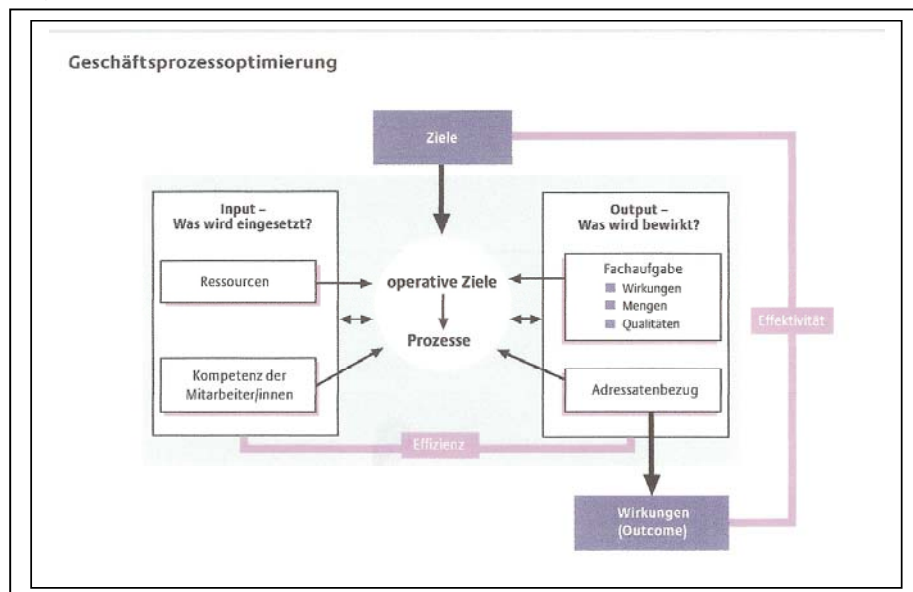 Geschäftsprozessoptimierung
Ziele
Input –
Was wird eingesetzt?
Ressourcen
Kompetenz der
Mitarbeiter/innen
operative Ziele
Prozesse
Output –
Was wird bewirkt?
Fachaufgabe
Wirkungen
Mengen
Qualitäten
Adressatenbezug
Effektivität
Effizienz
Wirkungen
(Outcome)